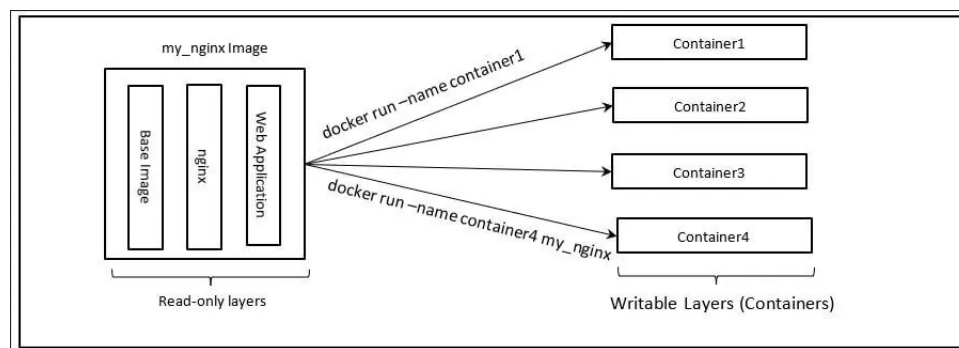 my_nginx Image
Base Image
nginx
Web Application
Read-only layers
docker run –name container1
docker run –name container4 my_nginx
Container1
Container2
Container3
Container4
Writable Layers (Containers)